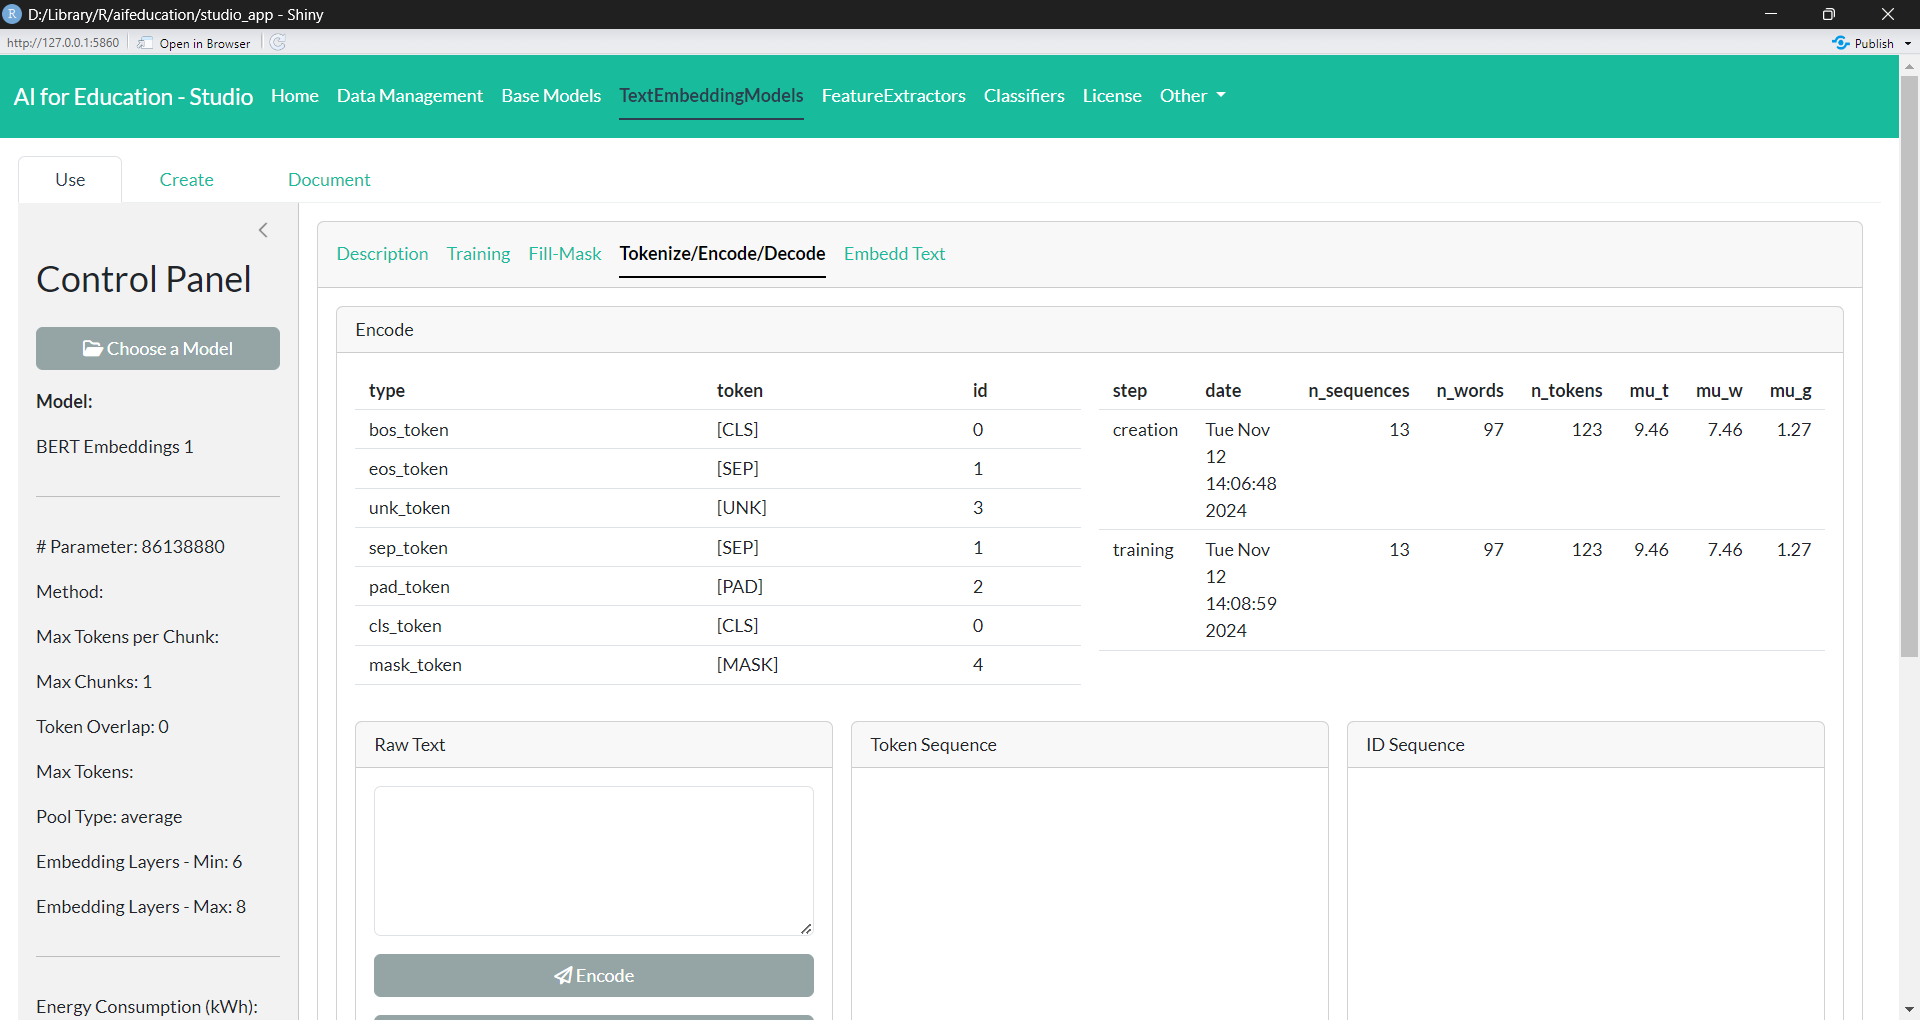 D:/Library/R/aifeducation/studio_app - Shiny
http://127.0.0.1:5860 Open in Browser Publish
AI for Education - Studio Home Data Management Base Models TextEmbeddingModels FeatureExtractors Classifiers License Other
Use Create Document
Control Panel
Choose a Model
Model:
BERT Embeddings 1
# Parameter: 86138880
Method:
Max Tokens per Chunk:
Max Chunks: 1
Token Overlap: 0
Max Tokens:
Pool Type: average
Embedding Layers - Min: 6
Embedding Layers - Max: 8
Energy Consumption (kWh):
Description Training Fill-Mask Tokenize/Encode/Decode Embedd Text
Encode
type token id
bos_token [CLS] 0
eos_token [SEP] 1
unk_token [UNK] 3
sep_token [SEP] 1
pad_token [PAD] 2
cls_token [CLS] 0
mask_token [MASK] 4
step date n_sequences n_words n_tokens mu_t mu_w mu_g
creation Tue Nov 13 97 123 9.46 7.46 1.27
12
14:06:48
2024
training Tue Nov 13 97 123 9.46 7.46 1.27
12
14:08:59
2024
Raw Text
Encode
Token Sequence
ID Sequence